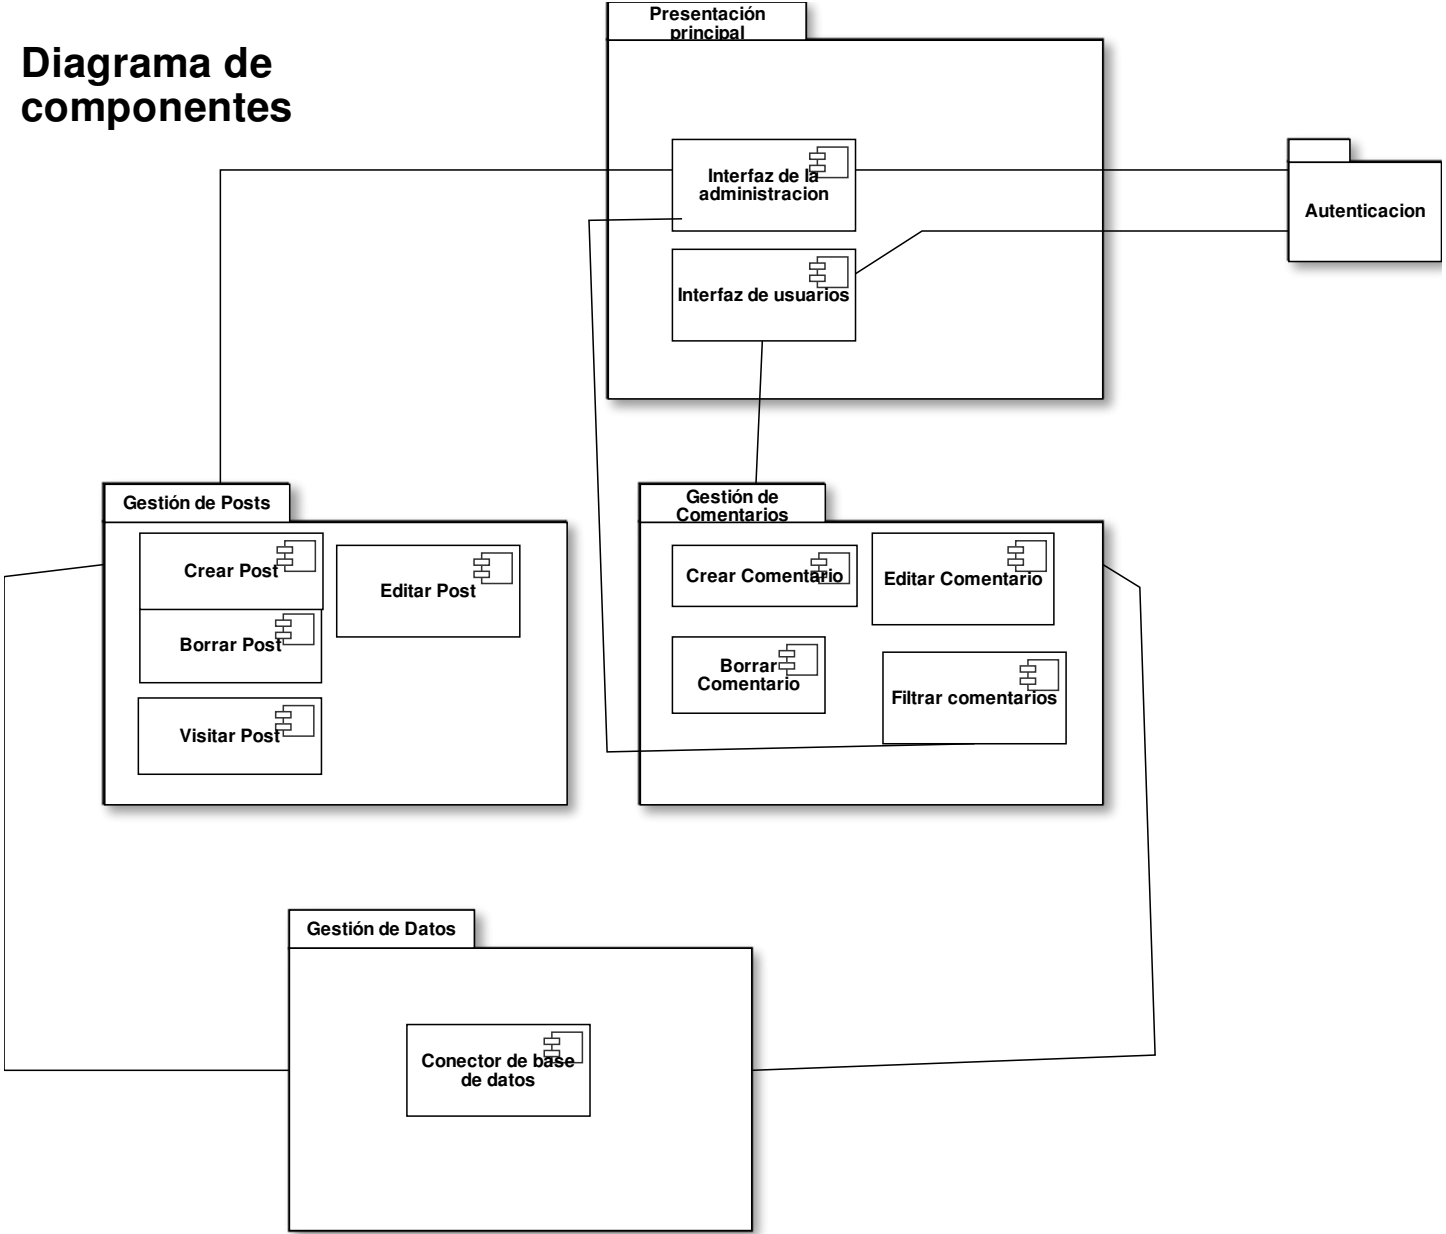 Diagrama de
componentes
Presentación
principal
Interfaz de la
administracion
Autenticacion
Interfaz de usuarios
Gestión de Posts
Crear Post
Editar Post
Borrar Post
Visitar Post
Gestión de
Comentarios
Crear Comentario
Editar Comentario
Borrar
Comentario
Filtrar comentarios
Gestión de Datos
Conector de base
de datos